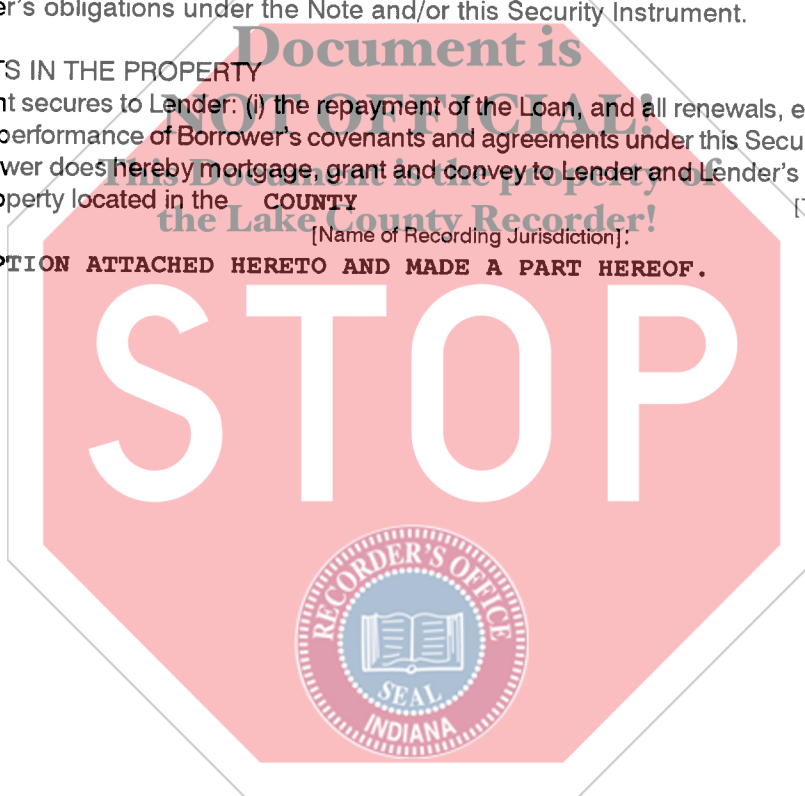 er's obligations under the Note and/or this Security Instrument.
Document is
TS IN THE PROPERTY
nt secures to Lender: (i) the repayment of the Loan, and all renewals, e
NOT OFFICIAL!
performance of Borrower's covenants and agreements under this Secu
wer does hereby mortgage, grant and convey to Lender and Lender's
This Document is the property of
operty located in the COUNTY
the Lake County Recorder!
[Name of Recording Jurisdiction]:
PTION ATTACHED HERETO AND MADE A PART HEREOF.
STOP
RECORDER'S OFFICE
SEAL
INDIANA